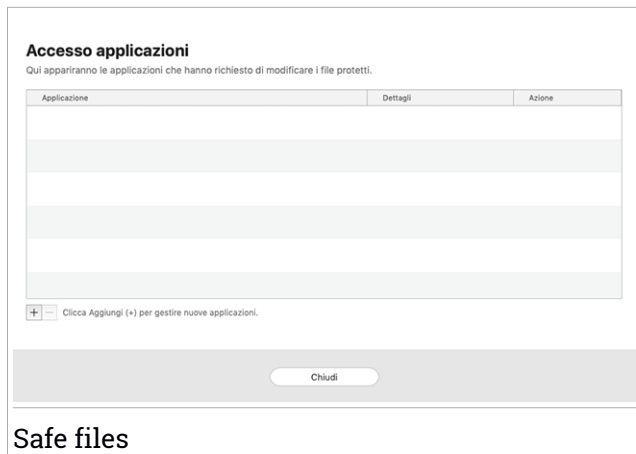 Accesso applicazioni
Qui appariranno le applicazioni che hanno richiesto di modificare i file protetti.
Applicazione Dettagli Azione
+ − Clicca Aggiungi (+) per gestire nuove applicazioni.
Chiudi
Safe files